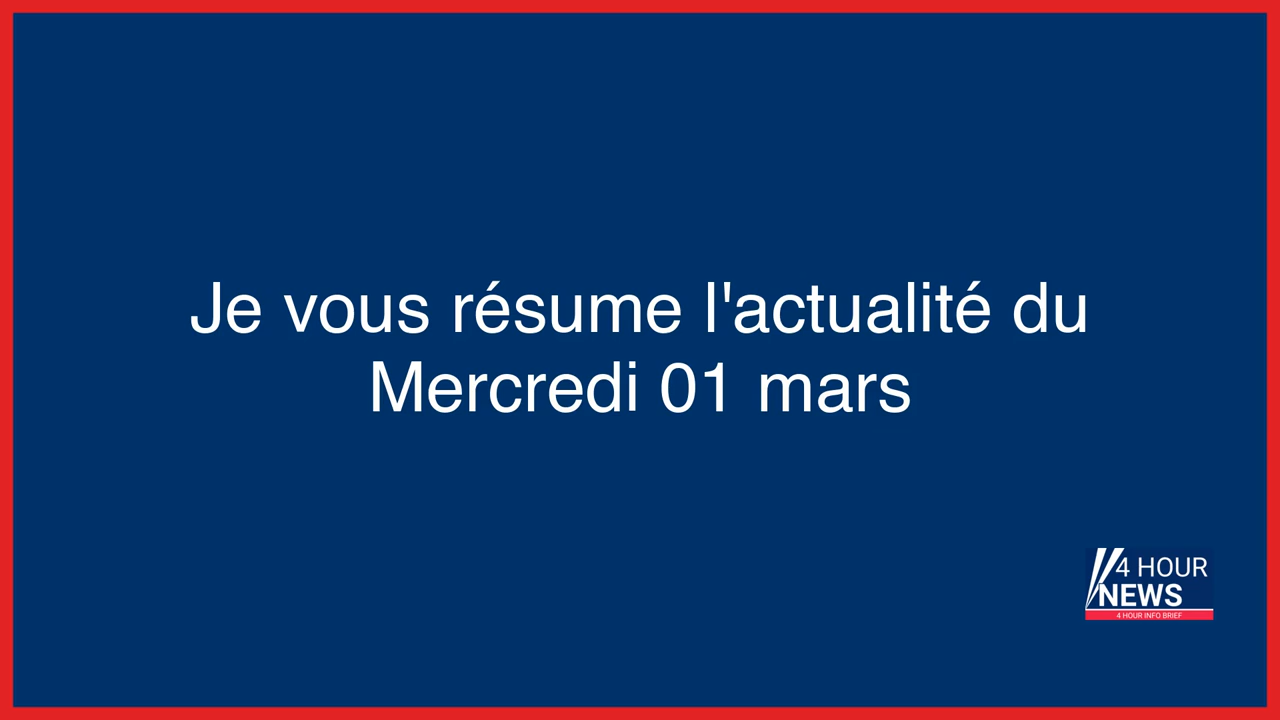 Je vous résume l'actualité du
Mercredi 01 mars
4 HOUR
NEWS
4 HOUR INFO BRIEF